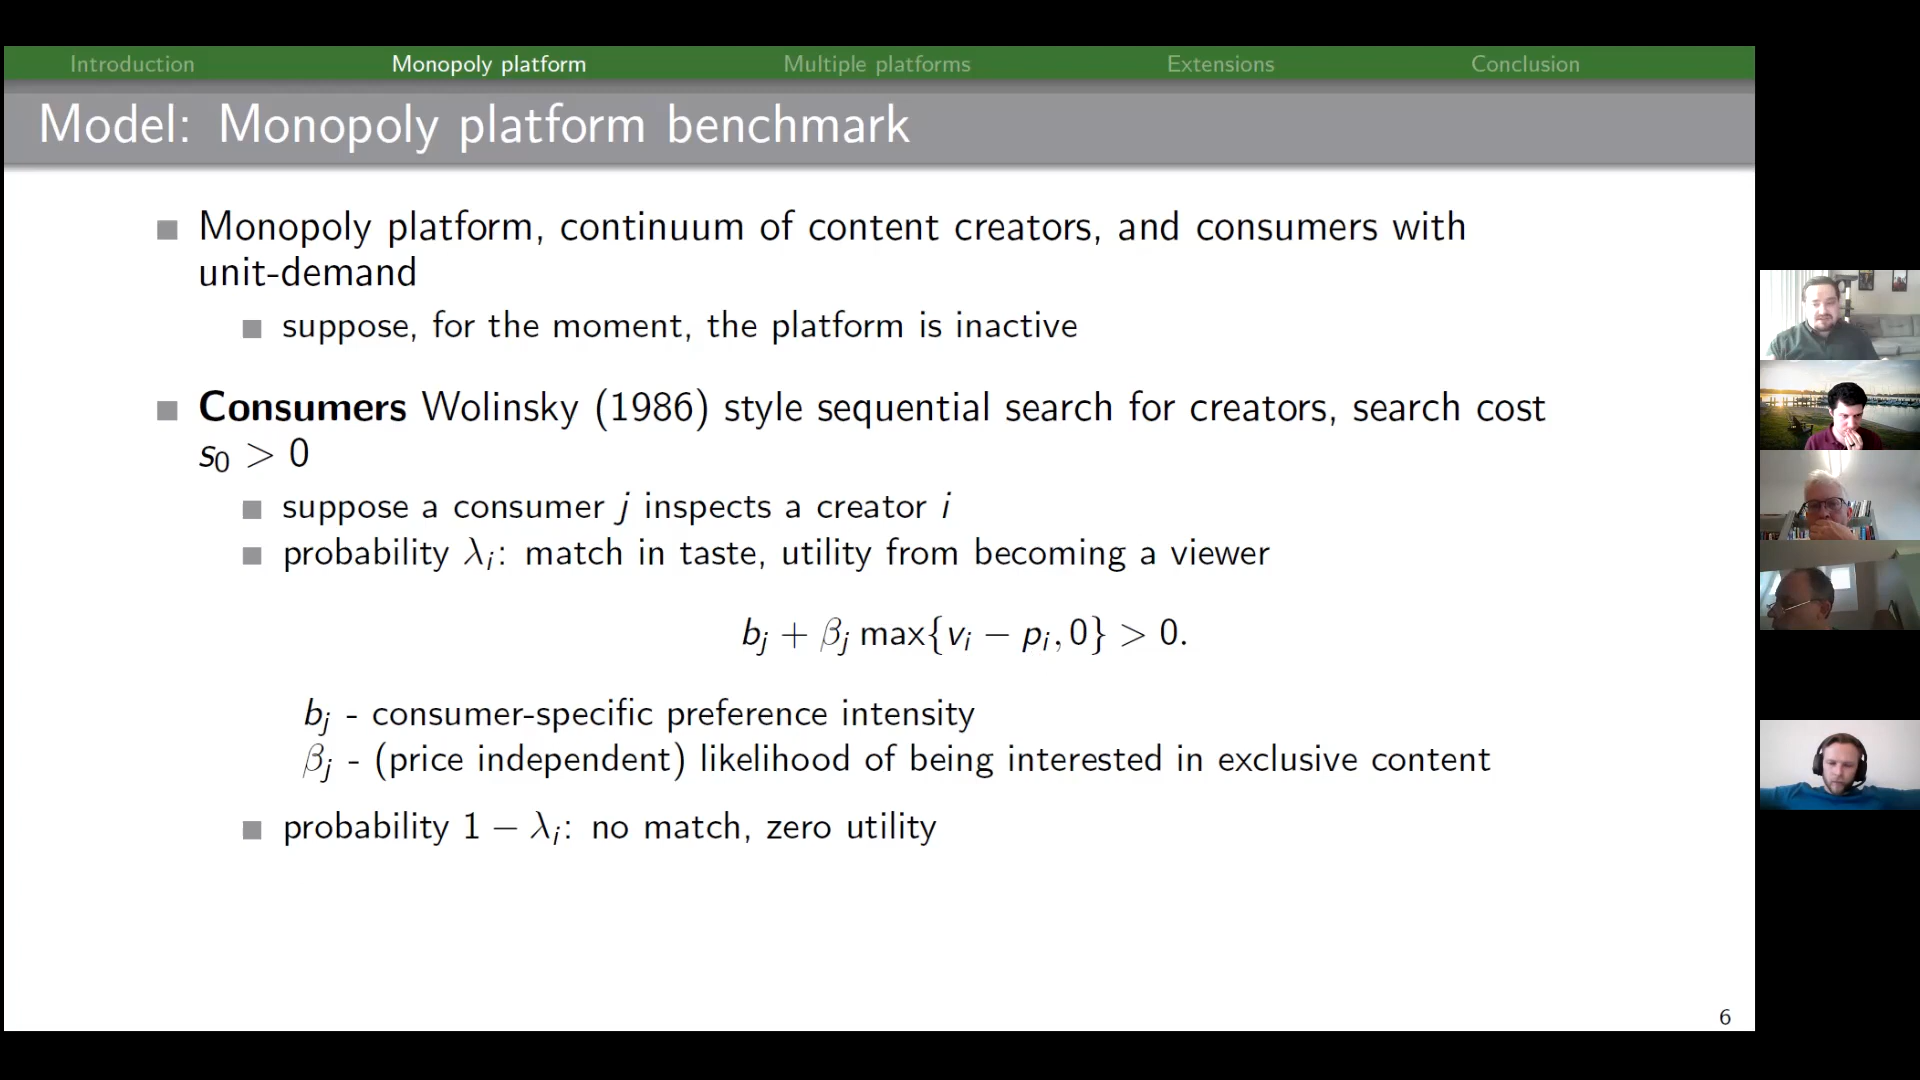 Introduction Monopoly platform Multiple platforms Extensions Conclusion
Model: Monopoly platform benchmark
Monopoly platform, continuum of content creators, and consumers with
unit-demand
suppose, for the moment, the platform is inactive
Consumers Wolinsky (1986) style sequential search for creators, search cost
s₀ > 0
suppose a consumer j inspects a creator i
probability λᵢ: match in taste, utility from becoming a viewer
bⱼ + βⱼ max{vᵢ − pᵢ, 0} > 0.
bⱼ - consumer-specific preference intensity
βⱼ - (price independent) likelihood of being interested in exclusive content
probability 1 − λᵢ: no match, zero utility
6